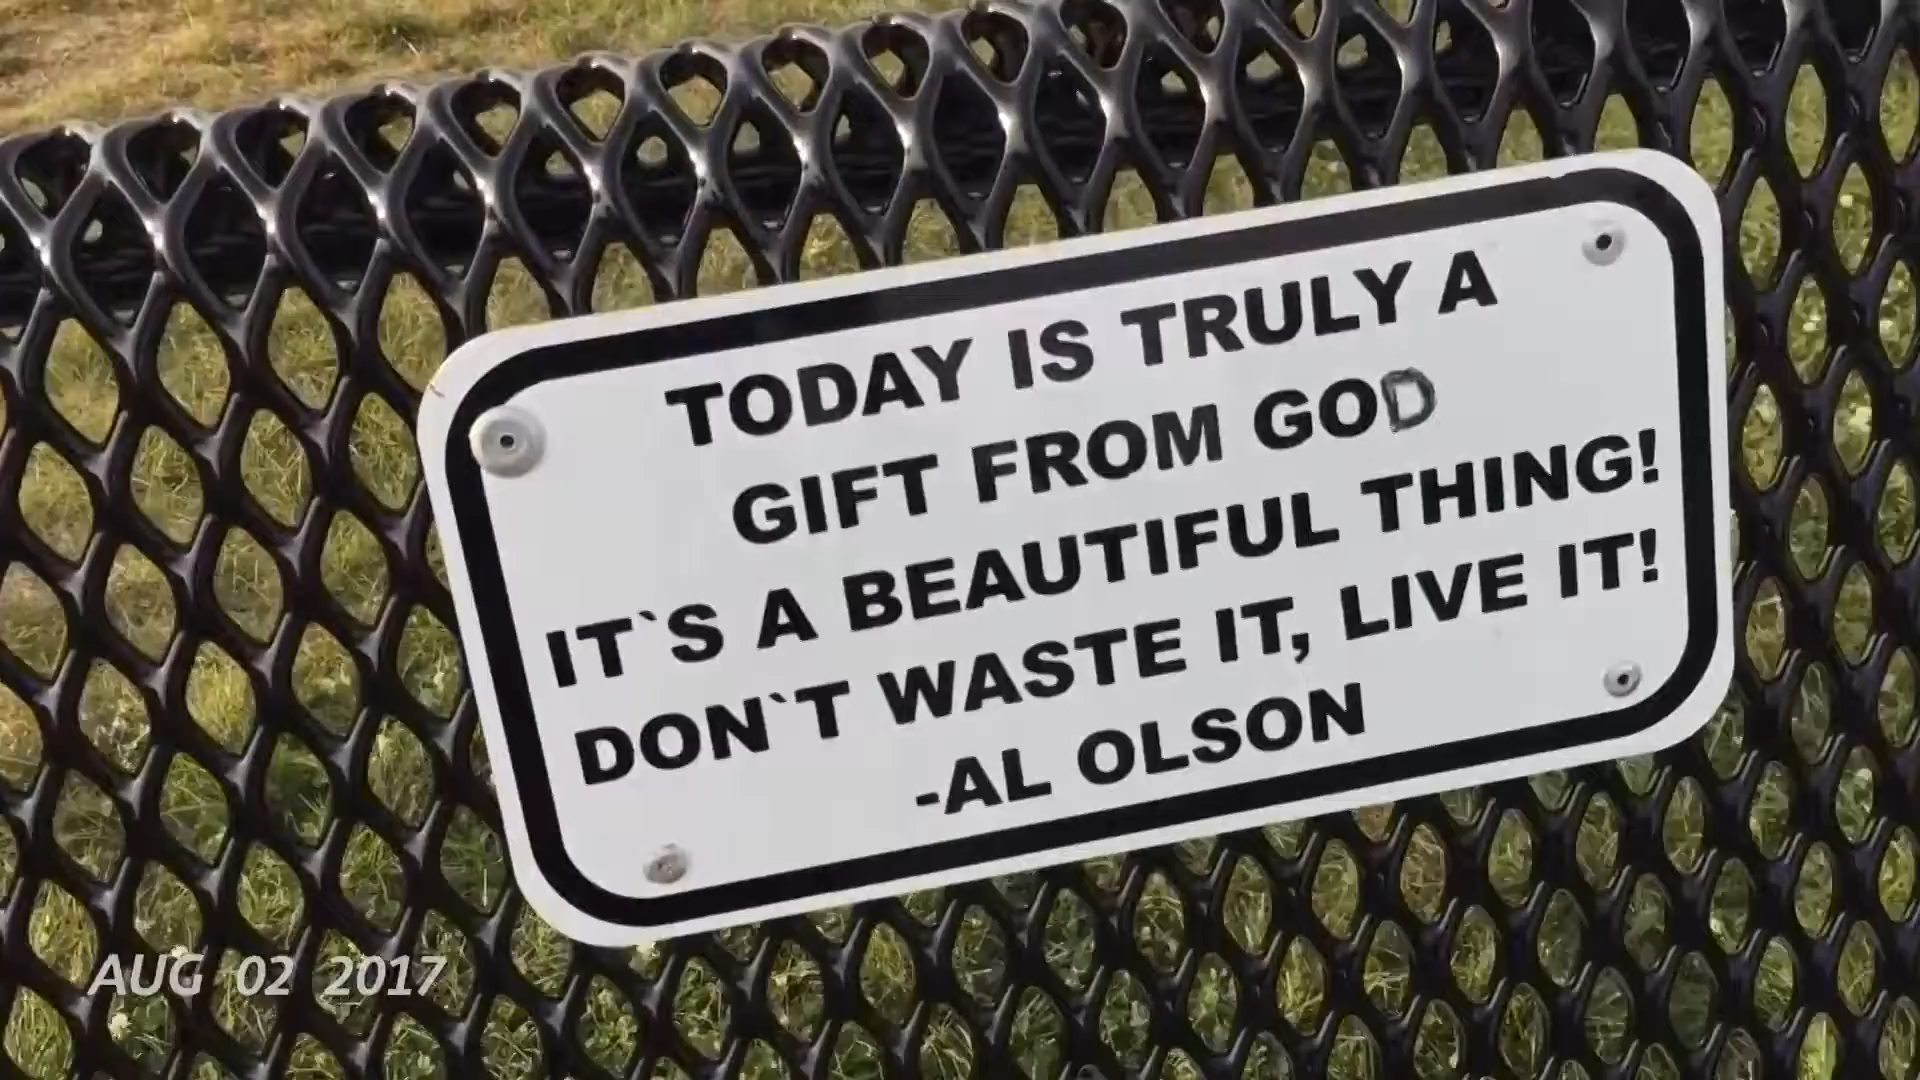 TODAY IS TRULY A
GIFT FROM GOD
IT`S A BEAUTIFUL THING!
DON`T WASTE IT, LIVE IT!
-AL OLSON
AUG 02 2017